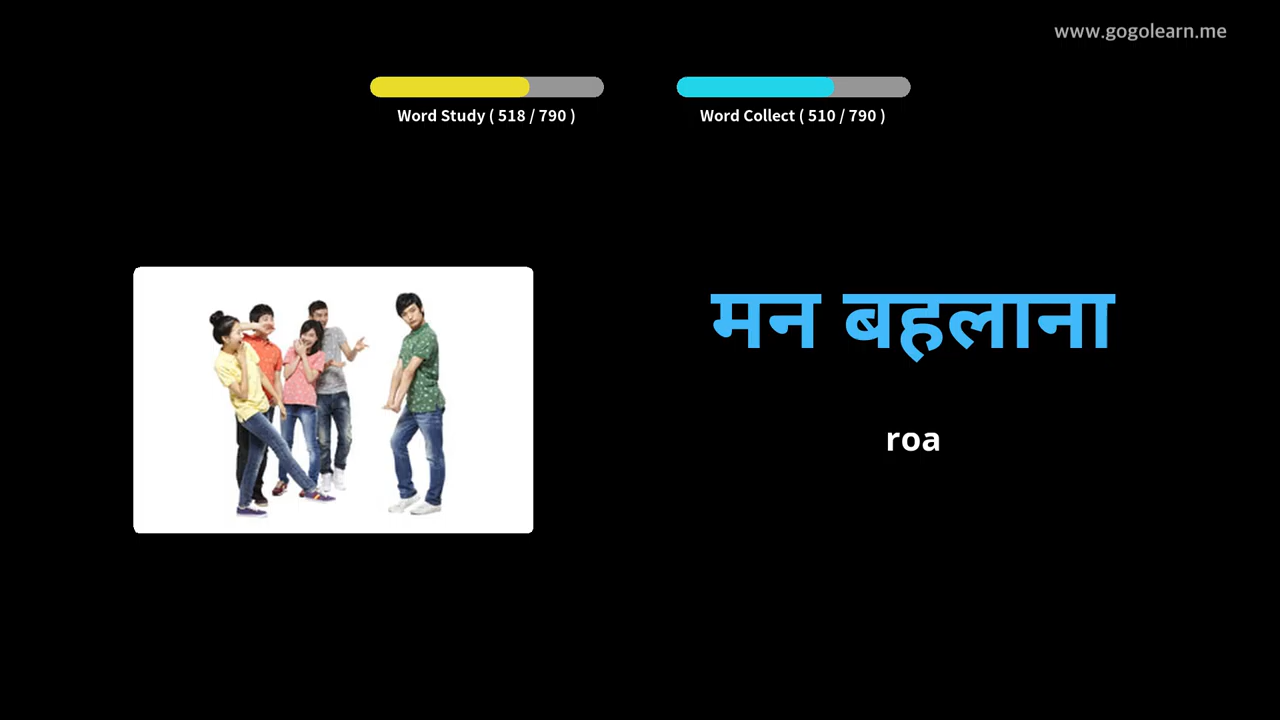 www.gogolearn.me
Word Study ( 518 / 790 )
Word Collect ( 510 / 790 )
मन बहलाना
roa